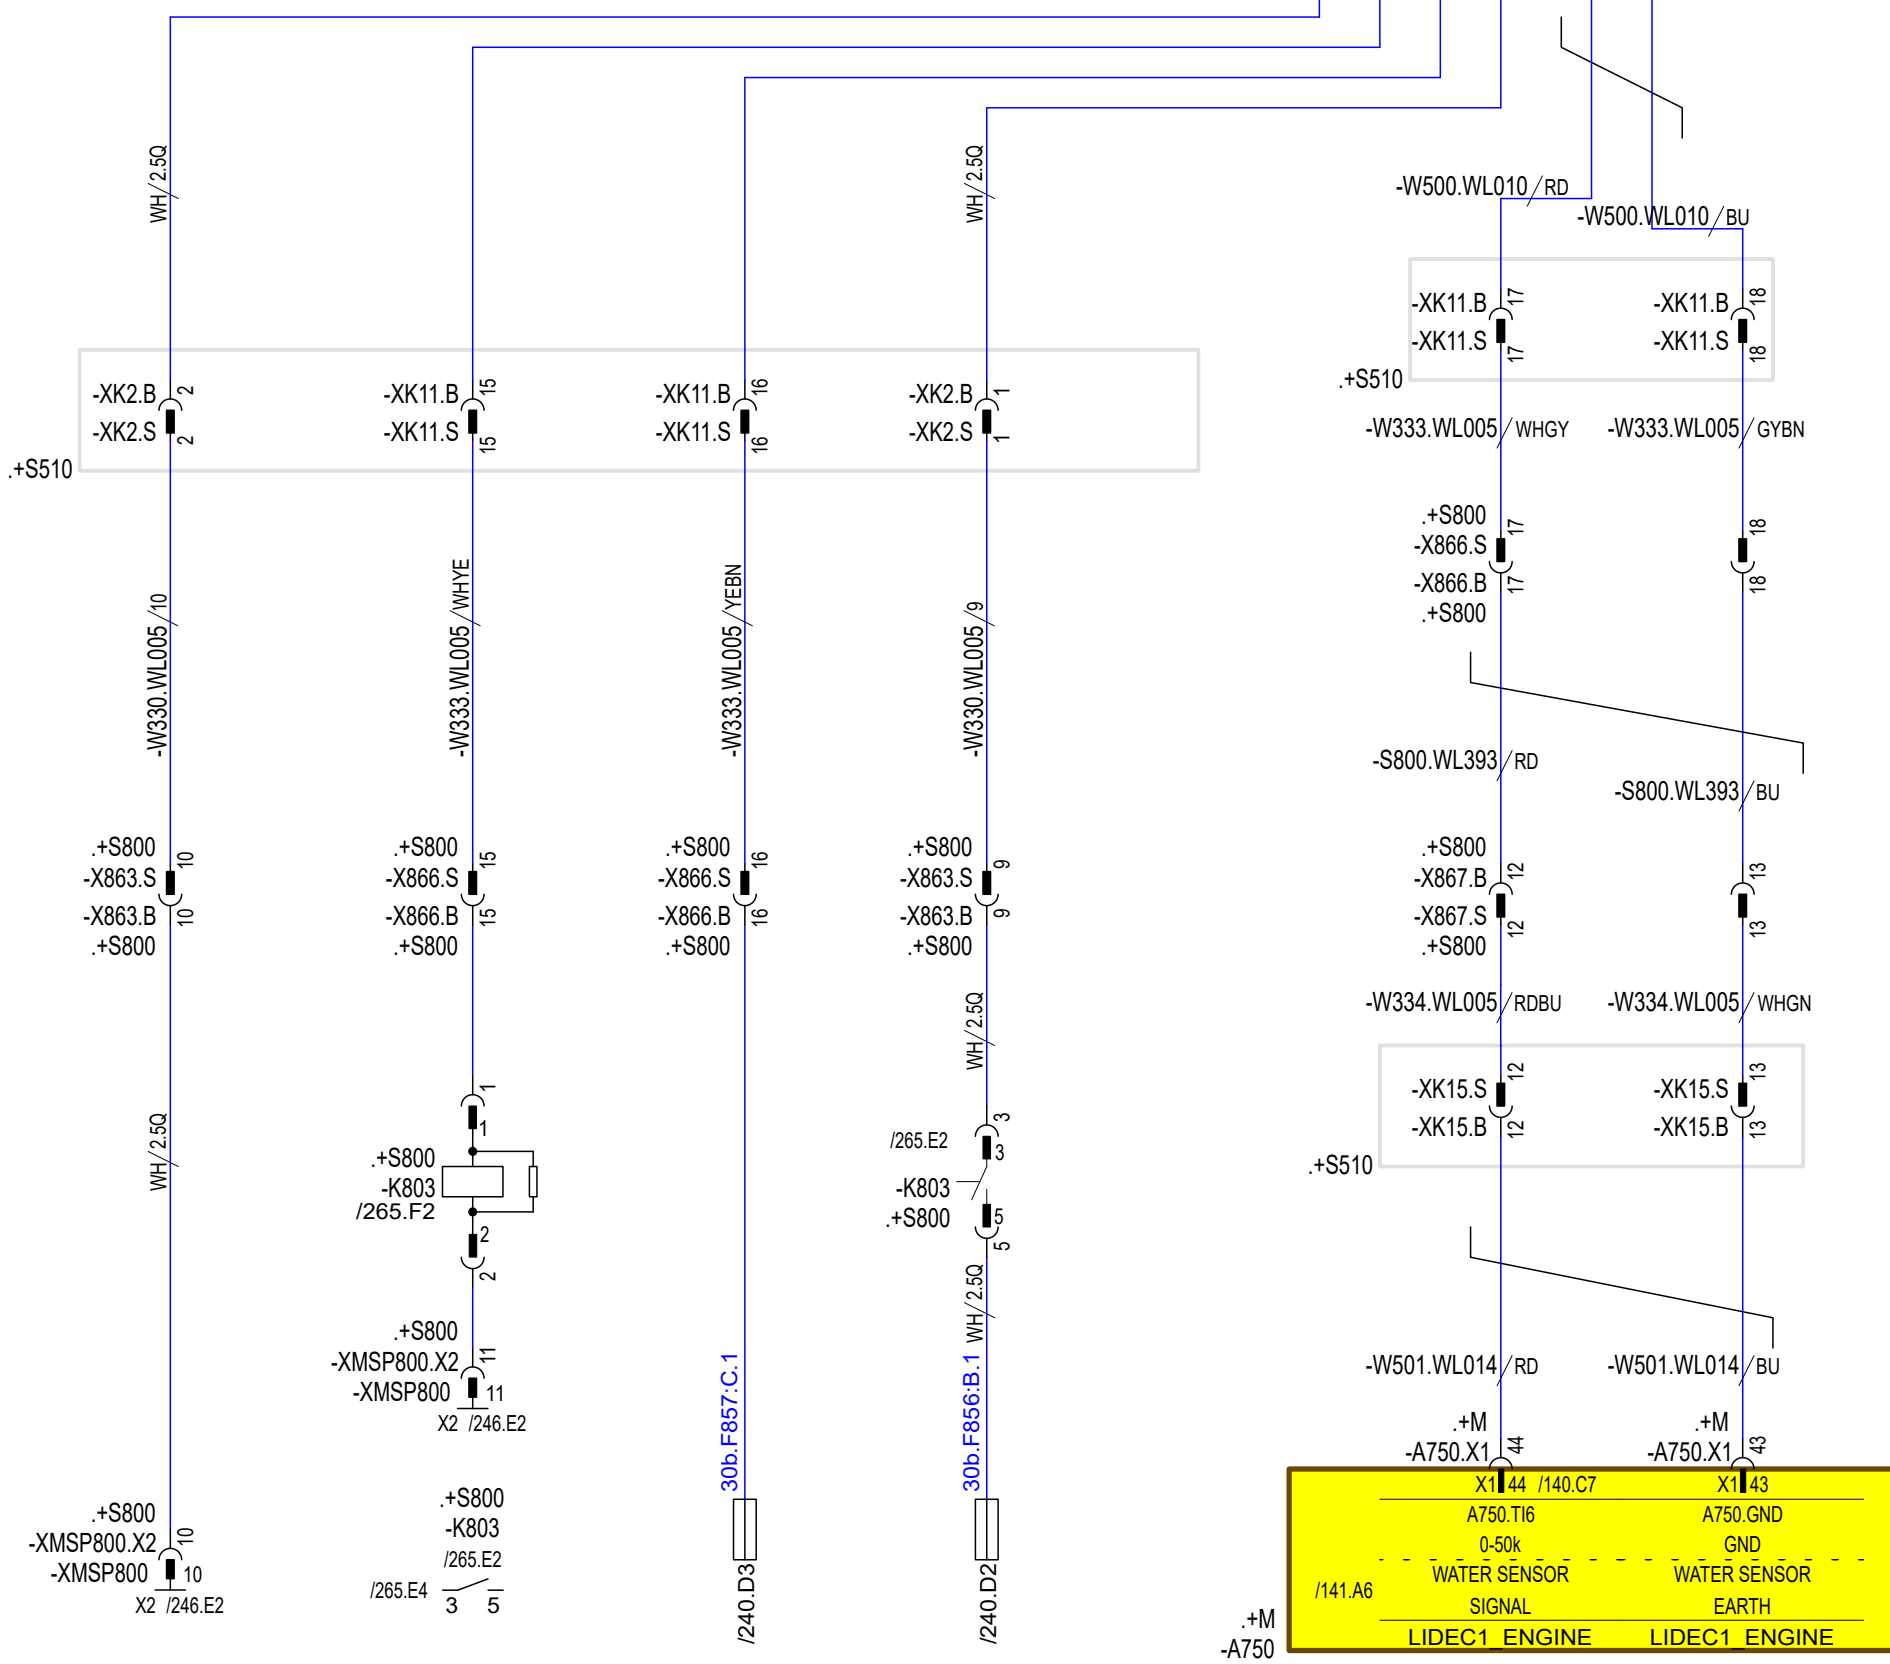 WH/2.5Q
WH/2.5Q
-W500.WL010/RD
-W500.WL010/BU
-XK11.B 17
-XK11.S 17
-XK11.B 18
-XK11.S 18
.+S510
-XK2.B 2
-XK2.S 2
-XK11.B 15
-XK11.S 15
-XK11.B 16
-XK11.S 16
-XK2.B 1
-XK2.S 1
.+S510
-W333.WL005/WHGY
-W333.WL005/GYBN
.+S800
-X866.S 17
-X866.B 17
.+S800
18
18
-W330.WL005/10
-W333.WL005/WHYE
-W333.WL005/YEBN
-W330.WL005/9
-S800.WL393/RD
-S800.WL393/BU
.+S800
-X863.S 10
-X863.B 10
.+S800
.+S800
-X866.S 15
-X866.B 15
.+S800
.+S800
-X866.S 16
-X866.B 16
.+S800
.+S800
-X863.S 9
-X863.B 9
.+S800
.+S800
-X867.B 12
-X867.S 12
.+S800
13
13
-W334.WL005/RDBU
-W334.WL005/WHGN
WH/2.5Q
WH/2.5Q
1
1
.+S800
-K803
/265.F2
2
2
3
/265.E2
3
-K803
.+S800
5
5
-XK15.S 12
-XK15.B 12
-XK15.S 13
-XK15.B 13
.+S510
WH/2.5Q
.+S800
-XMSP800.X2 11
-XMSP800 11
X2 /246.E2
30b.F857:C.1
30b.F856:B.1
-W501.WL014/RD
-W501.WL014/BU
.+M
-A750.X1 44
.+M
-A750.X1 43
.+S800
-XMSP800.X2 10
-XMSP800 10
X2 /246.E2
.+S800
-K803
/265.E2
/265.E4
3 5
/240.D3
/240.D2
X1 44 /140.C7
X1 43
A750.TI6
A750.GND
0-50k
GND
WATER SENSOR
WATER SENSOR
/141.A6
SIGNAL
EARTH
LIDEC1_ENGINE
LIDEC1_ENGINE
.+M
-A750